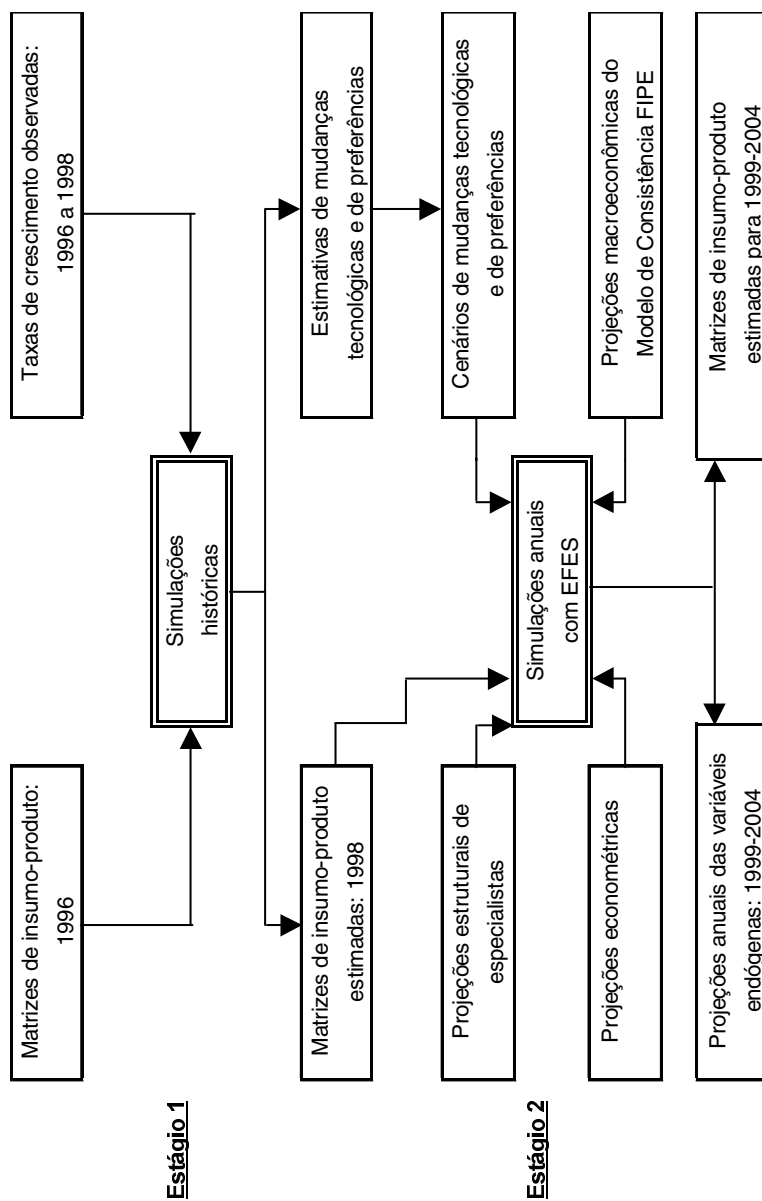 Estágio 1
Matrizes de insumo-produto:
1996
Taxas de crescimento observadas:
1996 a 1998
Simulações
históricas
Matrizes de insumo-produto
estimadas: 1998
Estimativas de mudanças
tecnológicas e de preferências
Estágio 2
Projeções estruturais de
especialistas
Cenários de mudanças tecnológicas
e de preferências
Simulações anuais
com EFES
Projeções econométricas
Projeções macroeconômicas do
Modelo de Consistência FIPE
Projeções anuais das variáveis
endógenas: 1999-2004
Matrizes de insumo-produto
estimadas para 1999-2004